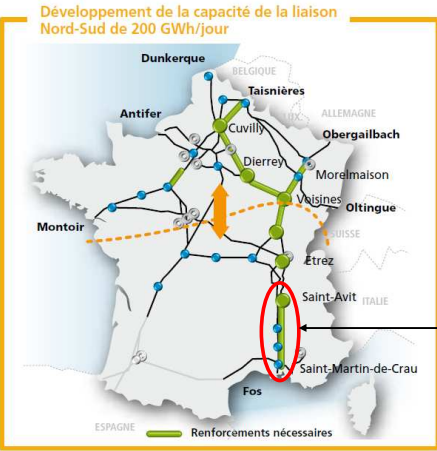 Développement de la capacité de la liaison
Nord-Sud de 200 GWh/jour
Dunkerque
BELGIQUE
Taisnières
LUX.
ALLEMAGNE
Antifer
Cuvilly
Obergailbach
Dierrey
Morelmaison
Voisines
Oltingue
Montoir
SUISSE
Etrez
Saint-Avit
ITALIE
Saint-Martin-de-Crau
Fos
ESPAGNE
Renforcements nécessaires